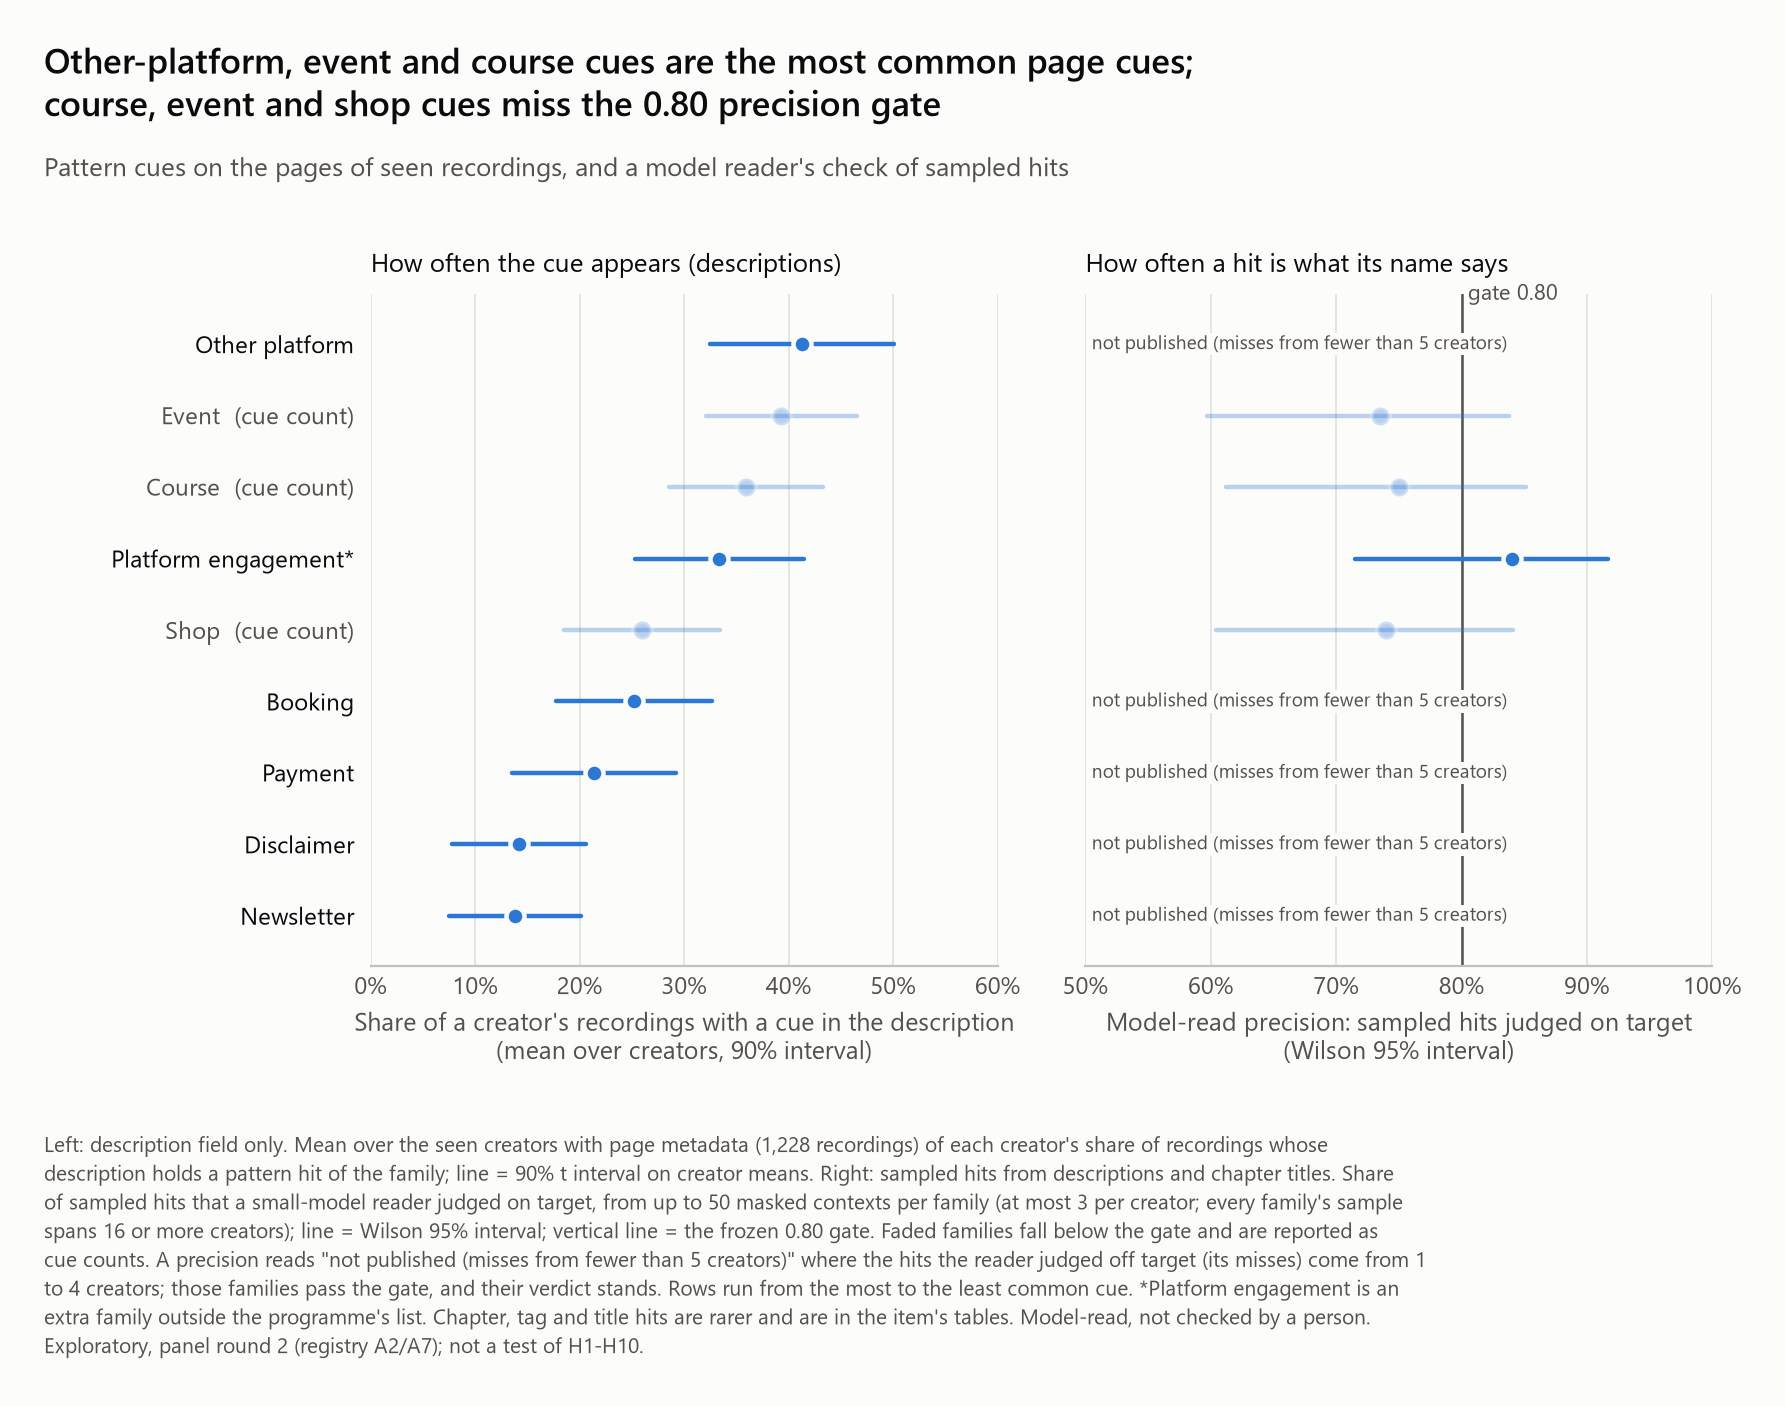 Other-platform, event and course cues are the most common page cues;
course, event and shop cues miss the 0.80 precision gate
Pattern cues on the pages of seen recordings, and a model reader's check of sampled hits
How often the cue appears (descriptions)
How often a hit is what its name says
gate 0.80
Other platform
not published (misses from fewer than 5 creators)
Event (cue count)
Course (cue count)
Platform engagement*
Shop (cue count)
Booking
not published (misses from fewer than 5 creators)
Payment
not published (misses from fewer than 5 creators)
Disclaimer
not published (misses from fewer than 5 creators)
Newsletter
not published (misses from fewer than 5 creators)
0% 10% 20% 30% 40% 50% 60%
50% 60% 70% 80% 90% 100%
Share of a creator's recordings with a cue in the description
(mean over creators, 90% interval)
Model-read precision: sampled hits judged on target
(Wilson 95% interval)
Left: description field only. Mean over the seen creators with page metadata (1,228 recordings) of each creator's share of recordings whose
description holds a pattern hit of the family; line = 90% t interval on creator means. Right: sampled hits from descriptions and chapter titles. Share
of sampled hits that a small-model reader judged on target, from up to 50 masked contexts per family (at most 3 per creator; every family's sample
spans 16 or more creators); line = Wilson 95% interval; vertical line = the frozen 0.80 gate. Faded families fall below the gate and are reported as
cue counts. A precision reads "not published (misses from fewer than 5 creators)" where the hits the reader judged off target (its misses) come from 1
to 4 creators; those families pass the gate, and their verdict stands. Rows run from the most to the least common cue. *Platform engagement is an
extra family outside the programme's list. Chapter, tag and title hits are rarer and are in the item's tables. Model-read, not checked by a person.
Exploratory, panel round 2 (registry A2/A7); not a test of H1-H10.